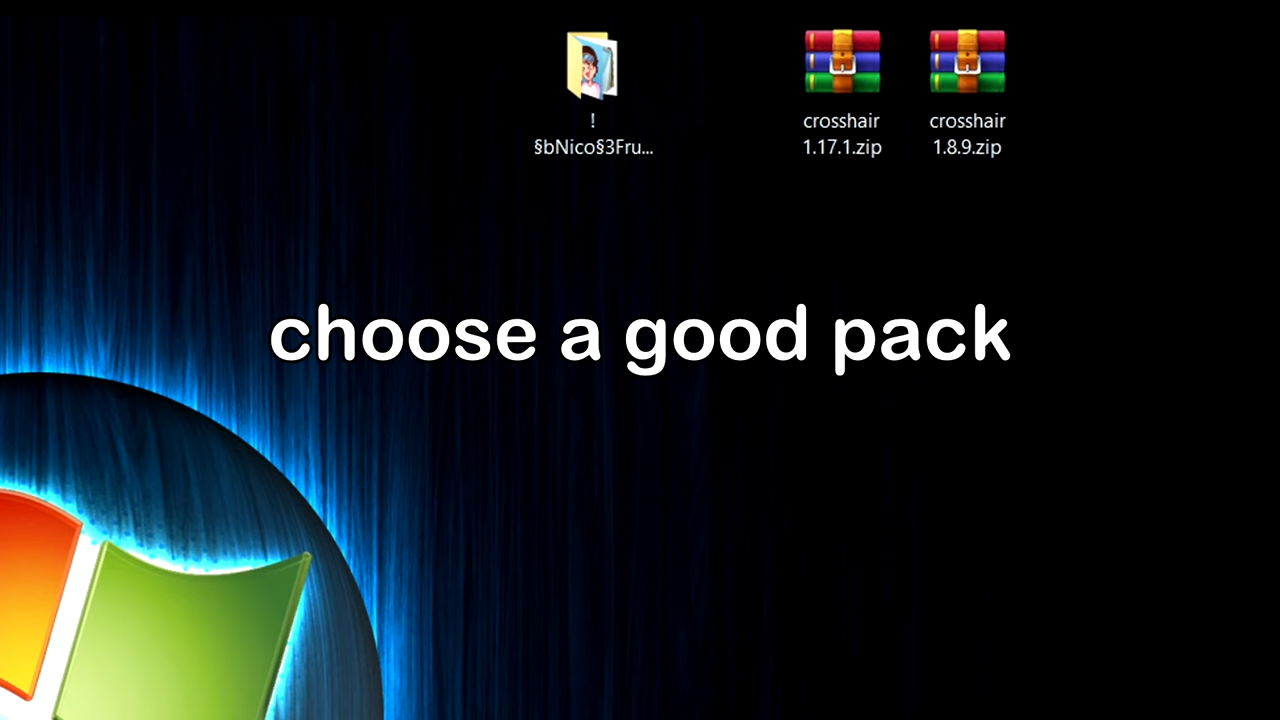 !
§bNico§3Fru...
crosshair
1.17.1.zip
crosshair
1.8.9.zip
choose a good pack